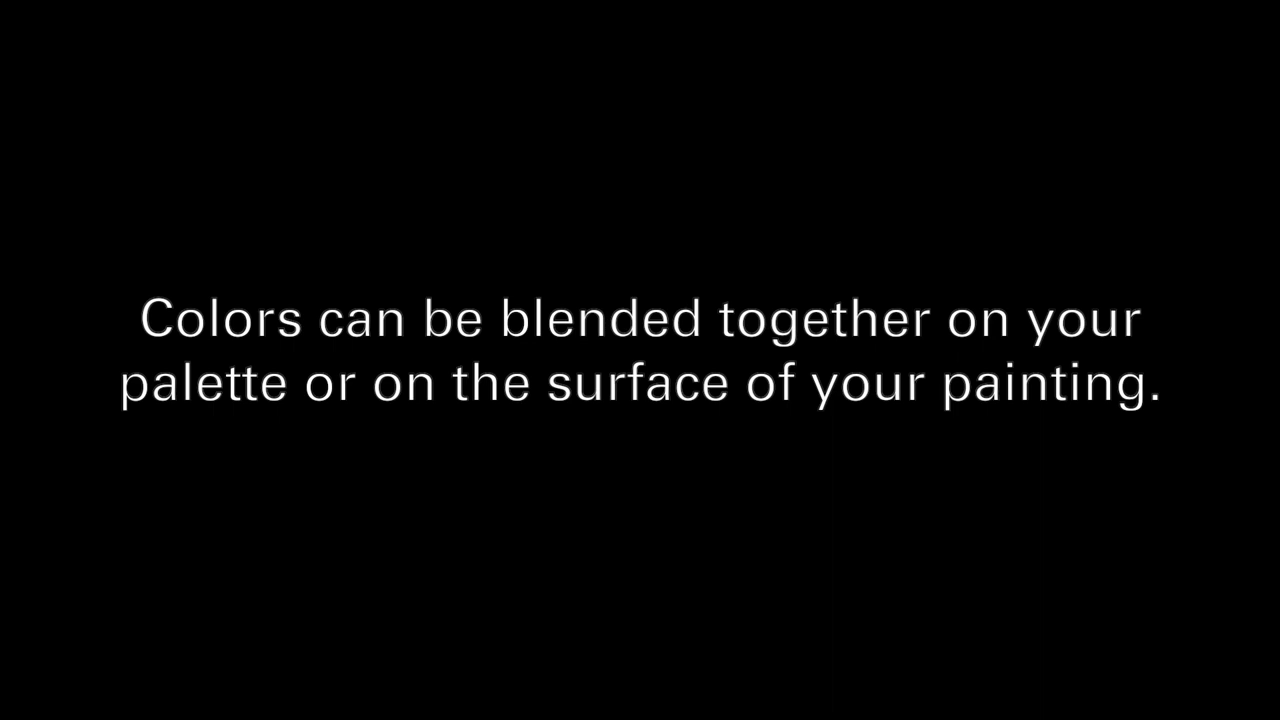 Colors can be blended together on your
palette or on the surface of your painting.